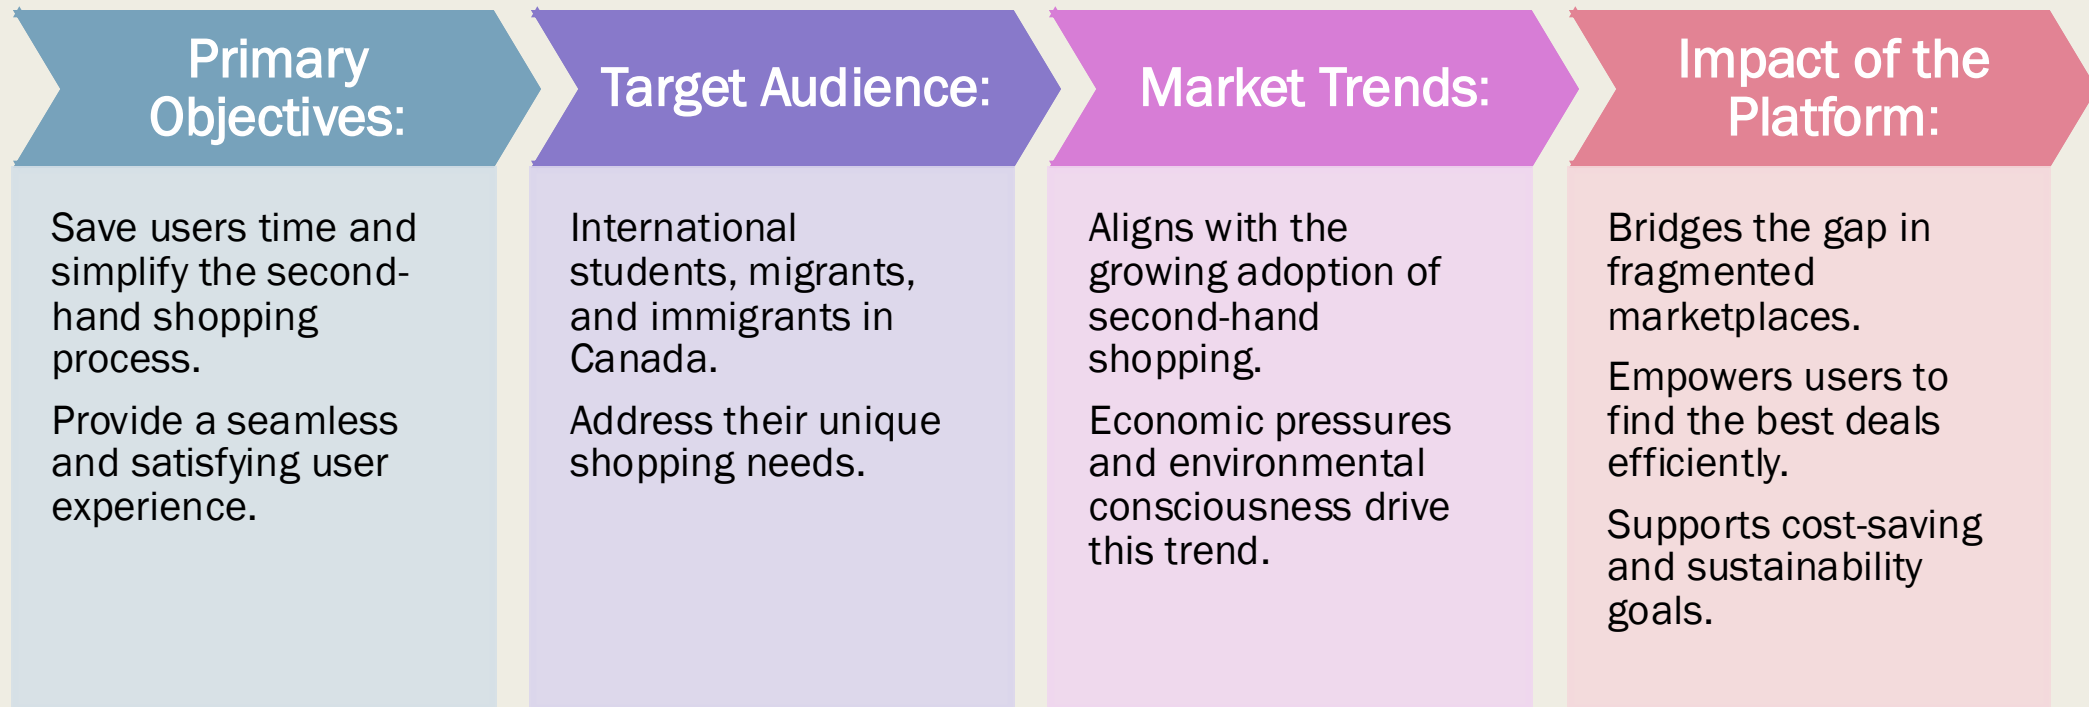 Primary
Objectives:
Save users time and
simplify the second-
hand shopping
process.
Provide a seamless
and satisfying user
experience.
Target Audience:
International
students, migrants,
and immigrants in
Canada.
Address their unique
shopping needs.
Market Trends:
Aligns with the
growing adoption of
second-hand
shopping.
Economic pressures
and environmental
consciousness drive
this trend.
Impact of the
Platform:
Bridges the gap in
fragmented
marketplaces.
Empowers users to
find the best deals
efficiently.
Supports cost-saving
and sustainability
goals.